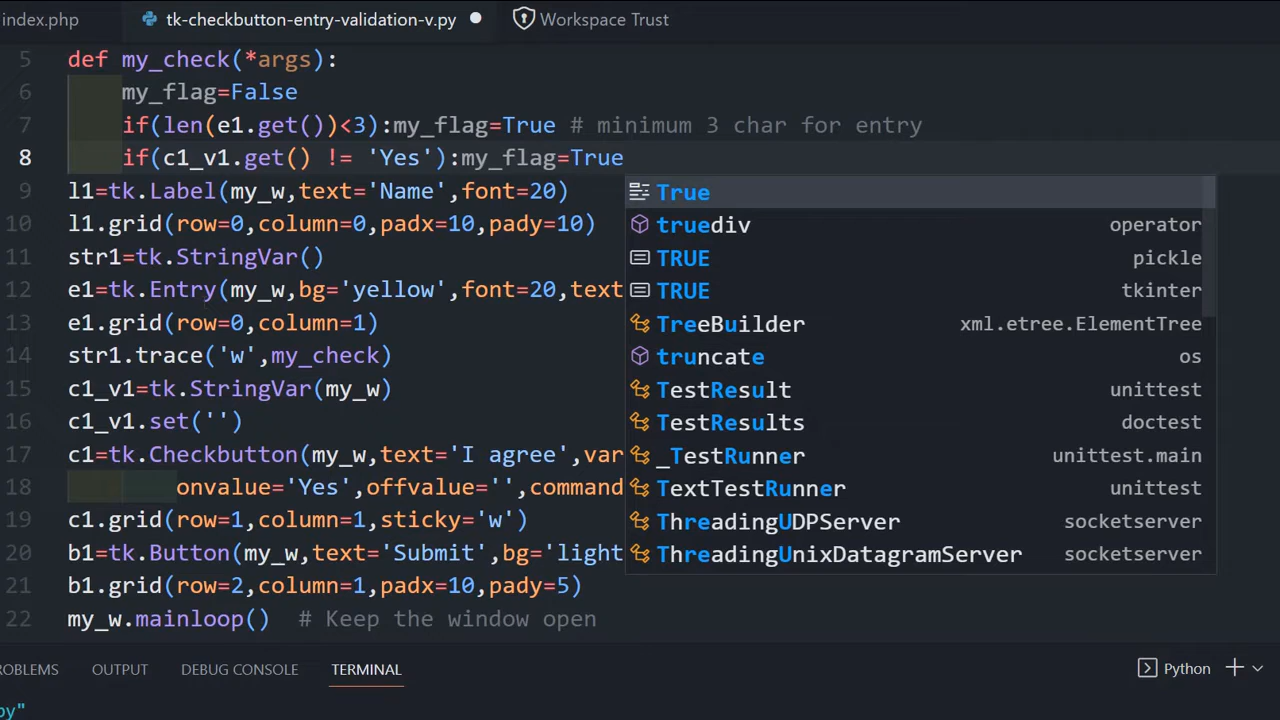 index.php tk-checkbutton-entry-validation-v.py Workspace Trust
5 def my_check(*args):
6 my_flag=False
7 if(len(e1.get())<3):my_flag=True # minimum 3 char for entry
8 if(c1_v1.get() != 'Yes'):my_flag=True
9 l1=tk.Label(my_w,text='Name',font=20)
10 l1.grid(row=0,column=0,padx=10,pady=10)
11 str1=tk.StringVar()
12 e1=tk.Entry(my_w,bg='yellow',font=20,text
13 e1.grid(row=0,column=1)
14 str1.trace('w',my_check)
15 c1_v1=tk.StringVar(my_w)
16 c1_v1.set('')
17 c1=tk.Checkbutton(my_w,text='I agree',var
18 onvalue='Yes',offvalue='',command
19 c1.grid(row=1,column=1,sticky='w')
20 b1=tk.Button(my_w,text='Submit',bg='light
21 b1.grid(row=2,column=1,padx=10,pady=5)
22 my_w.mainloop() # Keep the window open
True
truediv operator
TRUE pickle
TRUE tkinter
TreeBuilder xml.etree.ElementTree
truncate os
TestResult unittest
TestResults doctest
_TestRunner unittest.main
TextTestRunner unittest
ThreadingUDPServer socketserver
ThreadingUnixDatagramServer socketserver
ROBLEMS OUTPUT DEBUG CONSOLE TERMINAL Python
py"